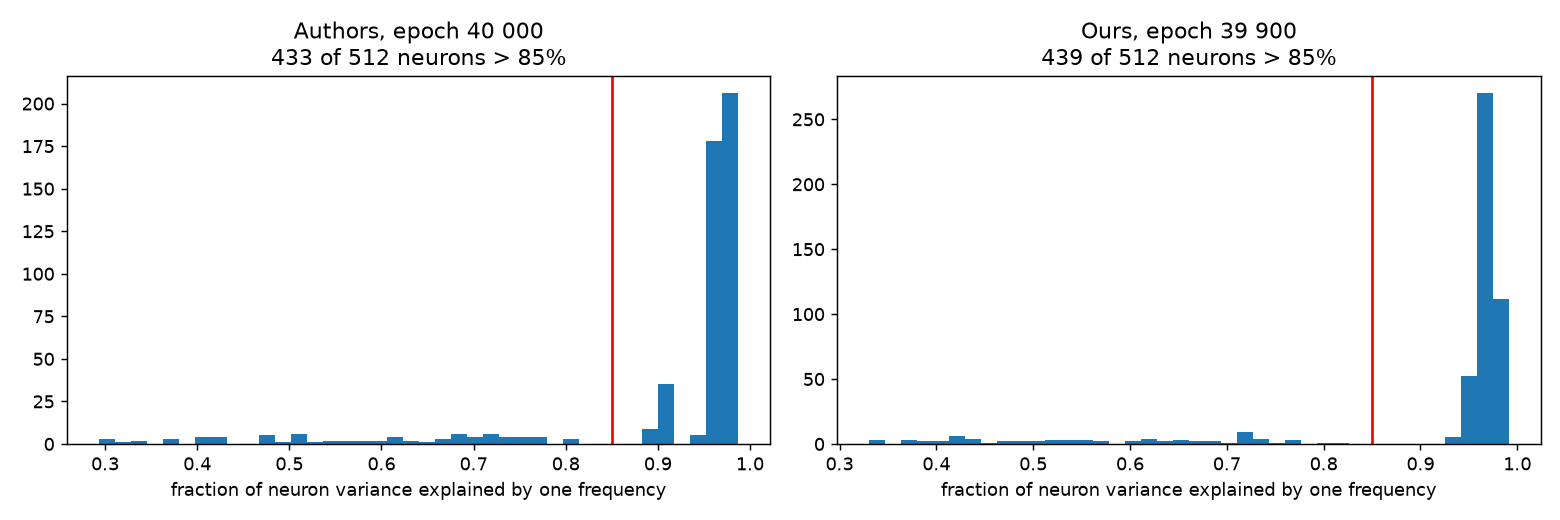 Authors, epoch 40 000
433 of 512 neurons > 85%
200
175
150
125
100
75
50
25
0
0.3 0.4 0.5 0.6 0.7 0.8 0.9 1.0
fraction of neuron variance explained by one frequency
Ours, epoch 39 900
439 of 512 neurons > 85%
250
200
150
100
50
0
0.3 0.4 0.5 0.6 0.7 0.8 0.9 1.0
fraction of neuron variance explained by one frequency